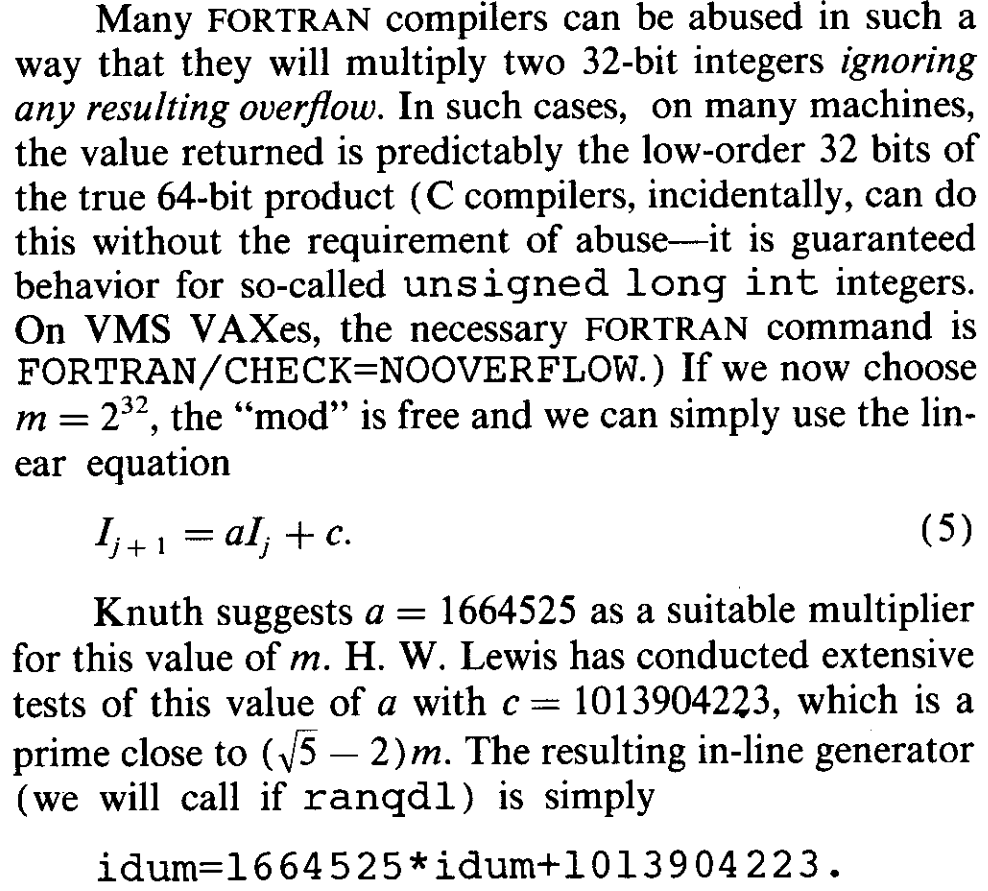 Many FORTRAN compilers can be abused in such a
way that they will multiply two 32-bit integers ignoring
any resulting overflow. In such cases, on many machines,
the value returned is predictably the low-order 32 bits of
the true 64-bit product (C compilers, incidentally, can do
this without the requirement of abuse—it is guaranteed
behavior for so-called unsigned long int integers.
On VMS VAXes, the necessary FORTRAN command is
FORTRAN/CHECK=NOOVERFLOW.) If we now choose
m = 2³², the “mod” is free and we can simply use the lin-
ear equation
I_{j+1} = aI_j + c. (5)
Knuth suggests a = 1664525 as a suitable multiplier
for this value of m. H. W. Lewis has conducted extensive
tests of this value of a with c = 1013904223, which is a
prime close to (√5 − 2)m. The resulting in-line generator
(we will call if ranqd1) is simply
idum=1664525*idum+1013904223.